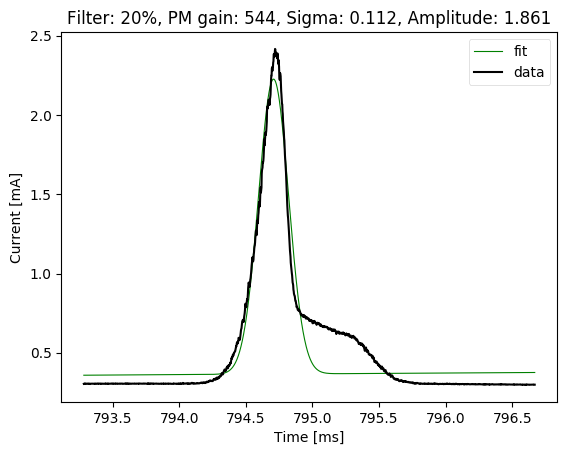 Filter: 20%, PM gain: 544, Sigma: 0.112, Amplitude: 1.861
fit
data
Current [mA]
2.5
2.0
1.5
1.0
0.5
793.5 794.0 794.5 795.0 795.5 796.0 796.5
Time [ms]